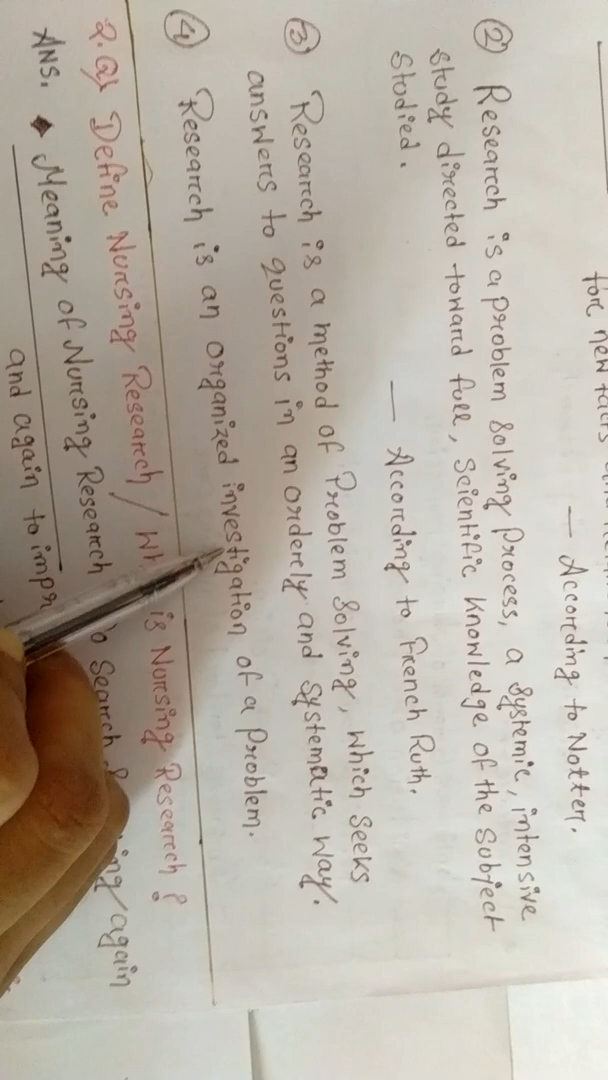 for new
— According to Notter.
② Research is a problem solving process, a systemic, intensive
study directed toward full, scientific knowledge of the subject
studied.
— According to French Ruth.
③ Research is a method of Problem solving, which seeks
answers to questions in an orderely and systematic way.
④ Research is an organized investigation of a problem.
2.Q) Define Nursing Research / Wh is Nursing Research?
ANS. ◆ Meaning of Nursing Research Search again
and again to impr